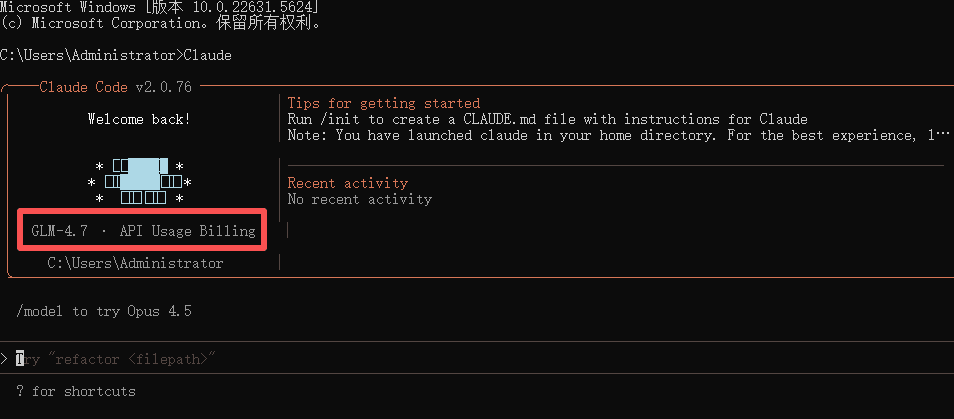 Microsoft Windows [版本 10.0.22631.5624]
(c) Microsoft Corporation。保留所有权利。
C:\Users\Administrator>Claude
Claude Code v2.0.76
Welcome back!
Tips for getting started
Run /init to create a CLAUDE.md file with instructions for Claude
Note: You have launched claude in your home directory. For the best experience, l…
Recent activity
No recent activity
GLM-4.7 · API Usage Billing
C:\Users\Administrator
/model to try Opus 4.5
> Try "refactor <filepath>"
? for shortcuts